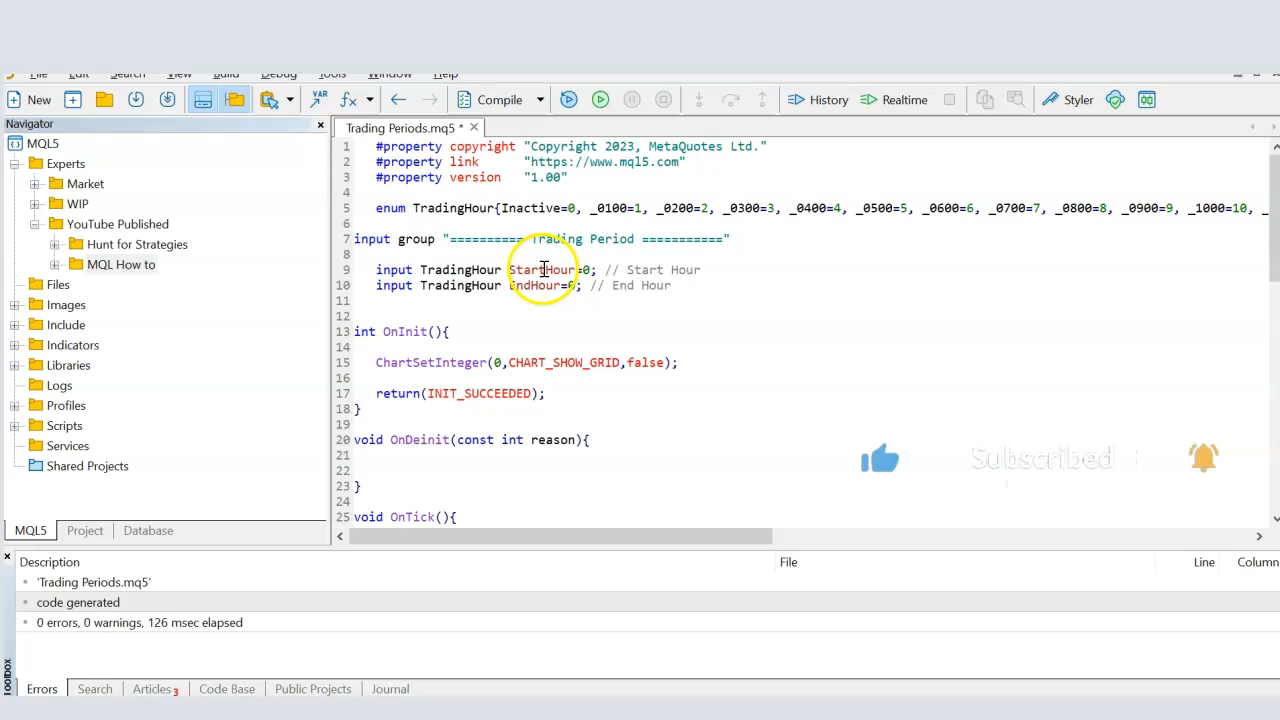 File Edit Search View Build Debug Tools Window Help
New VAR fx Compile History Realtime Styler
Navigator
Trading Periods.mq5 *
MQL5
Experts
Market
WIP
YouTube Published
Hunt for Strategies
MQL How to
Files
Images
Include
Indicators
Libraries
Logs
Profiles
Scripts
Services
Shared Projects
MQL5 Project Database
1 #property copyright "Copyright 2023, MetaQuotes Ltd."
2 #property link "https://www.mql5.com"
3 #property version "1.00"
4
5 enum TradingHour{Inactive=0, _0100=1, _0200=2, _0300=3, _0400=4, _0500=5, _0600=6, _0700=7, _0800=8, _0900=9, _1000=10, _
6
7 input group "========== Trading Period ==========="
8
9 input TradingHour StartHour=0; // Start Hour
10 input TradingHour EndHour=0; // End Hour
11
12
13 int OnInit(){
14
15 ChartSetInteger(0,CHART_SHOW_GRID,false);
16
17 return(INIT_SUCCEEDED);
18 }
19
20 void OnDeinit(const int reason){
21
22
23 }
24
25 void OnTick(){
Subscribed
Description File Line Column
'Trading Periods.mq5'
code generated
0 errors, 0 warnings, 126 msec elapsed
Toolbox
Errors Search Articles 3 Code Base Public Projects Journal